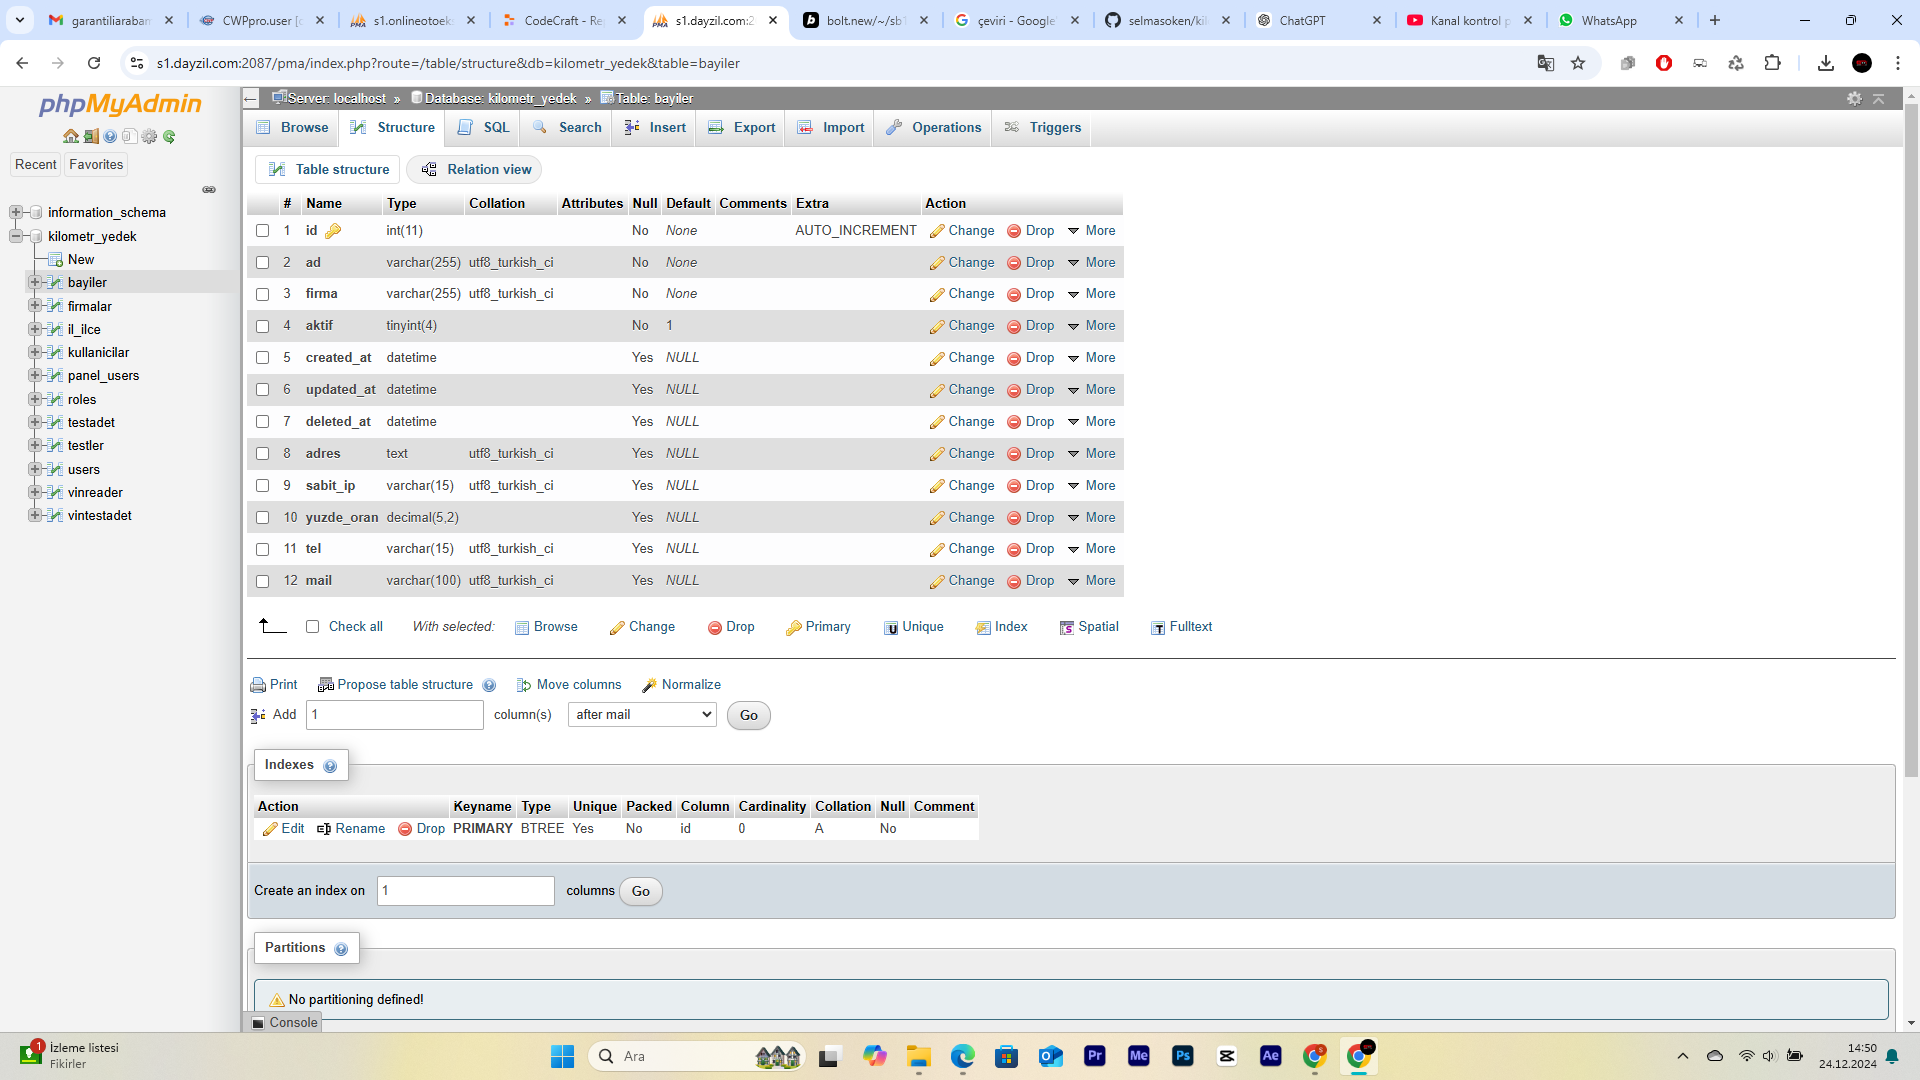 garantiliarabam
CWPpro.user [c
s1.onlineotoeks
CodeCraft - Re
s1.dayzil.com:2
bolt.new/~/sb1
çeviri - Google'
selmasoken/kil
ChatGPT
Kanal kontrol p
WhatsApp
s1.dayzil.com:2087/pma/index.php?route=/table/structure&db=kilometr_yedek&table=bayiler
phpMyAdmin
Recent
Favorites
information_schema
kilometr_yedek
New
bayiler
firmalar
il_ilce
kullanicilar
panel_users
roles
testadet
testler
users
vinreader
vintestadet
Server: localhost » Database: kilometr_yedek » Table: bayiler
Browse Structure SQL Search Insert Export Import Operations Triggers
Table structure Relation view
# Name Type Collation Attributes Null Default Comments Extra Action
1 id int(11) No None AUTO_INCREMENT Change Drop More
2 ad varchar(255) utf8_turkish_ci No None Change Drop More
3 firma varchar(255) utf8_turkish_ci No None Change Drop More
4 aktif tinyint(4) No 1 Change Drop More
5 created_at datetime Yes NULL Change Drop More
6 updated_at datetime Yes NULL Change Drop More
7 deleted_at datetime Yes NULL Change Drop More
8 adres text utf8_turkish_ci Yes NULL Change Drop More
9 sabit_ip varchar(15) utf8_turkish_ci Yes NULL Change Drop More
10 yuzde_oran decimal(5,2) Yes NULL Change Drop More
11 tel varchar(15) utf8_turkish_ci Yes NULL Change Drop More
12 mail varchar(100) utf8_turkish_ci Yes NULL Change Drop More
Check all With selected: Browse Change Drop Primary Unique Index Spatial Fulltext
Print Propose table structure Move columns Normalize
Add 1 column(s) after mail Go
Indexes
Action Keyname Type Unique Packed Column Cardinality Collation Null Comment
Edit Rename Drop PRIMARY BTREE Yes No id 0 A No
Create an index on 1 columns Go
Partitions
No partitioning defined!
Console
1
İzleme listesi
Fikirler
Ara
Pr
Me
Ps
Ae
14:50
24.12.2024